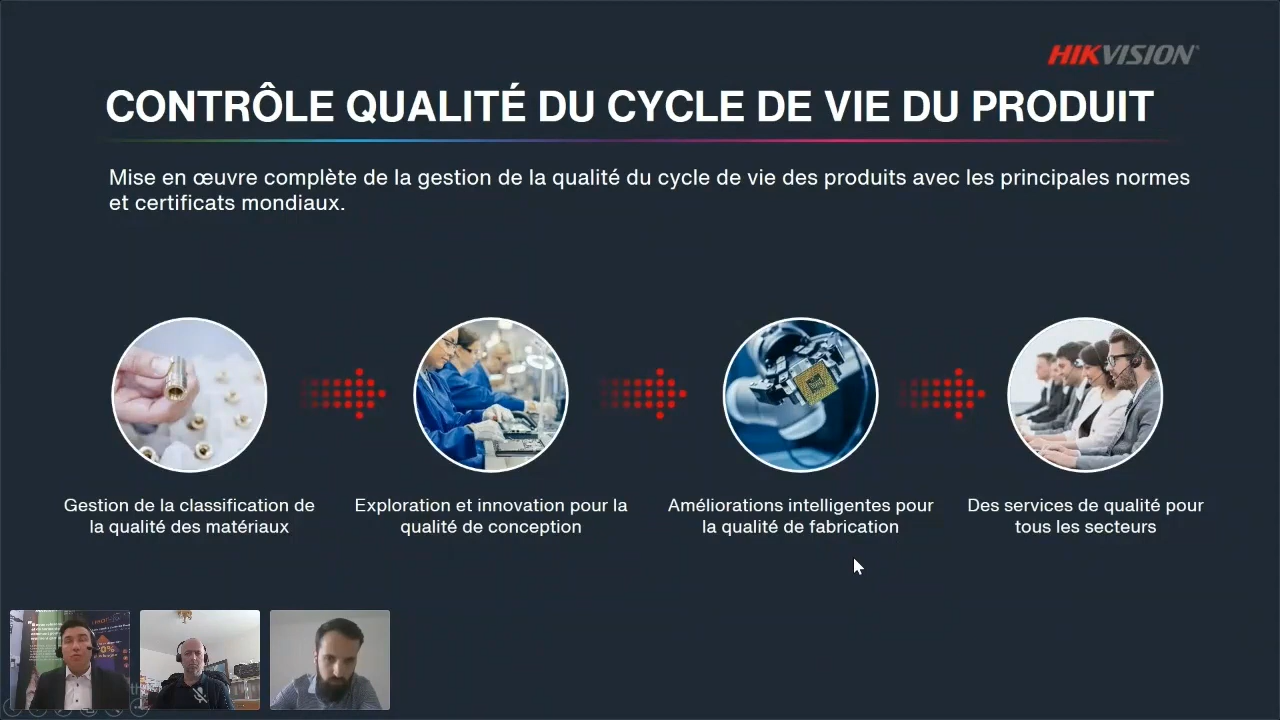 HIKVISION
CONTRÔLE QUALITÉ DU CYCLE DE VIE DU PRODUIT
Mise en œuvre complète de la gestion de la qualité du cycle de vie des produits avec les principales normes
et certificats mondiaux.
Gestion de la classification de
la qualité des matériaux
Exploration et innovation pour la
qualité de conception
Améliorations intelligentes pour
la qualité de fabrication
Des services de qualité pour
tous les secteurs